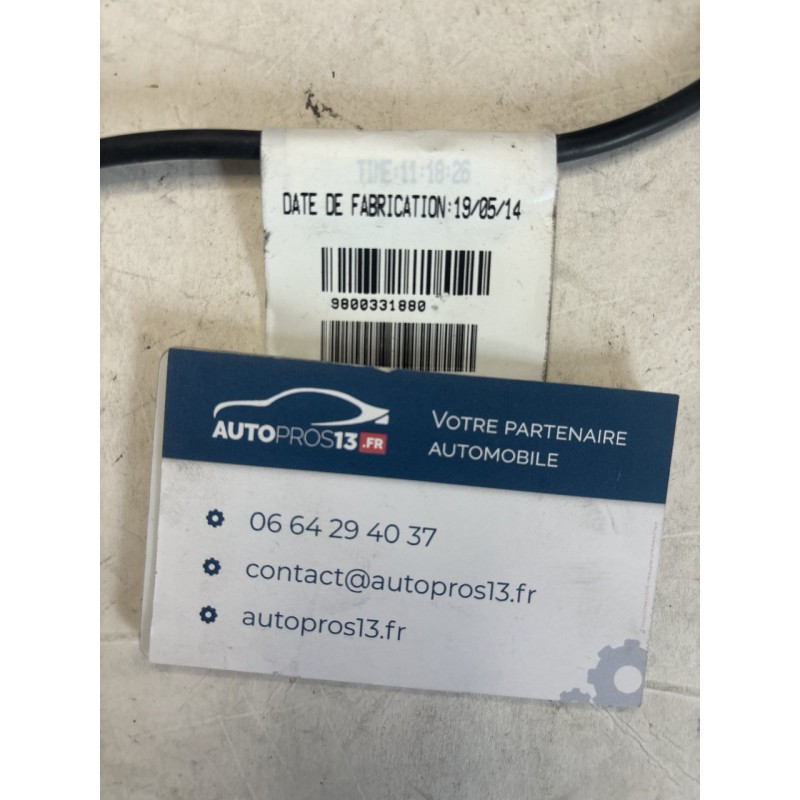 TIME:11:18:26
DATE DE FABRICATION:19/05/14
9800331880
AUTOPROS13.FR
VOTRE PARTENAIRE
AUTOMOBILE
06 64 29 40 37
contact@autopros13.fr
autopros13.fr